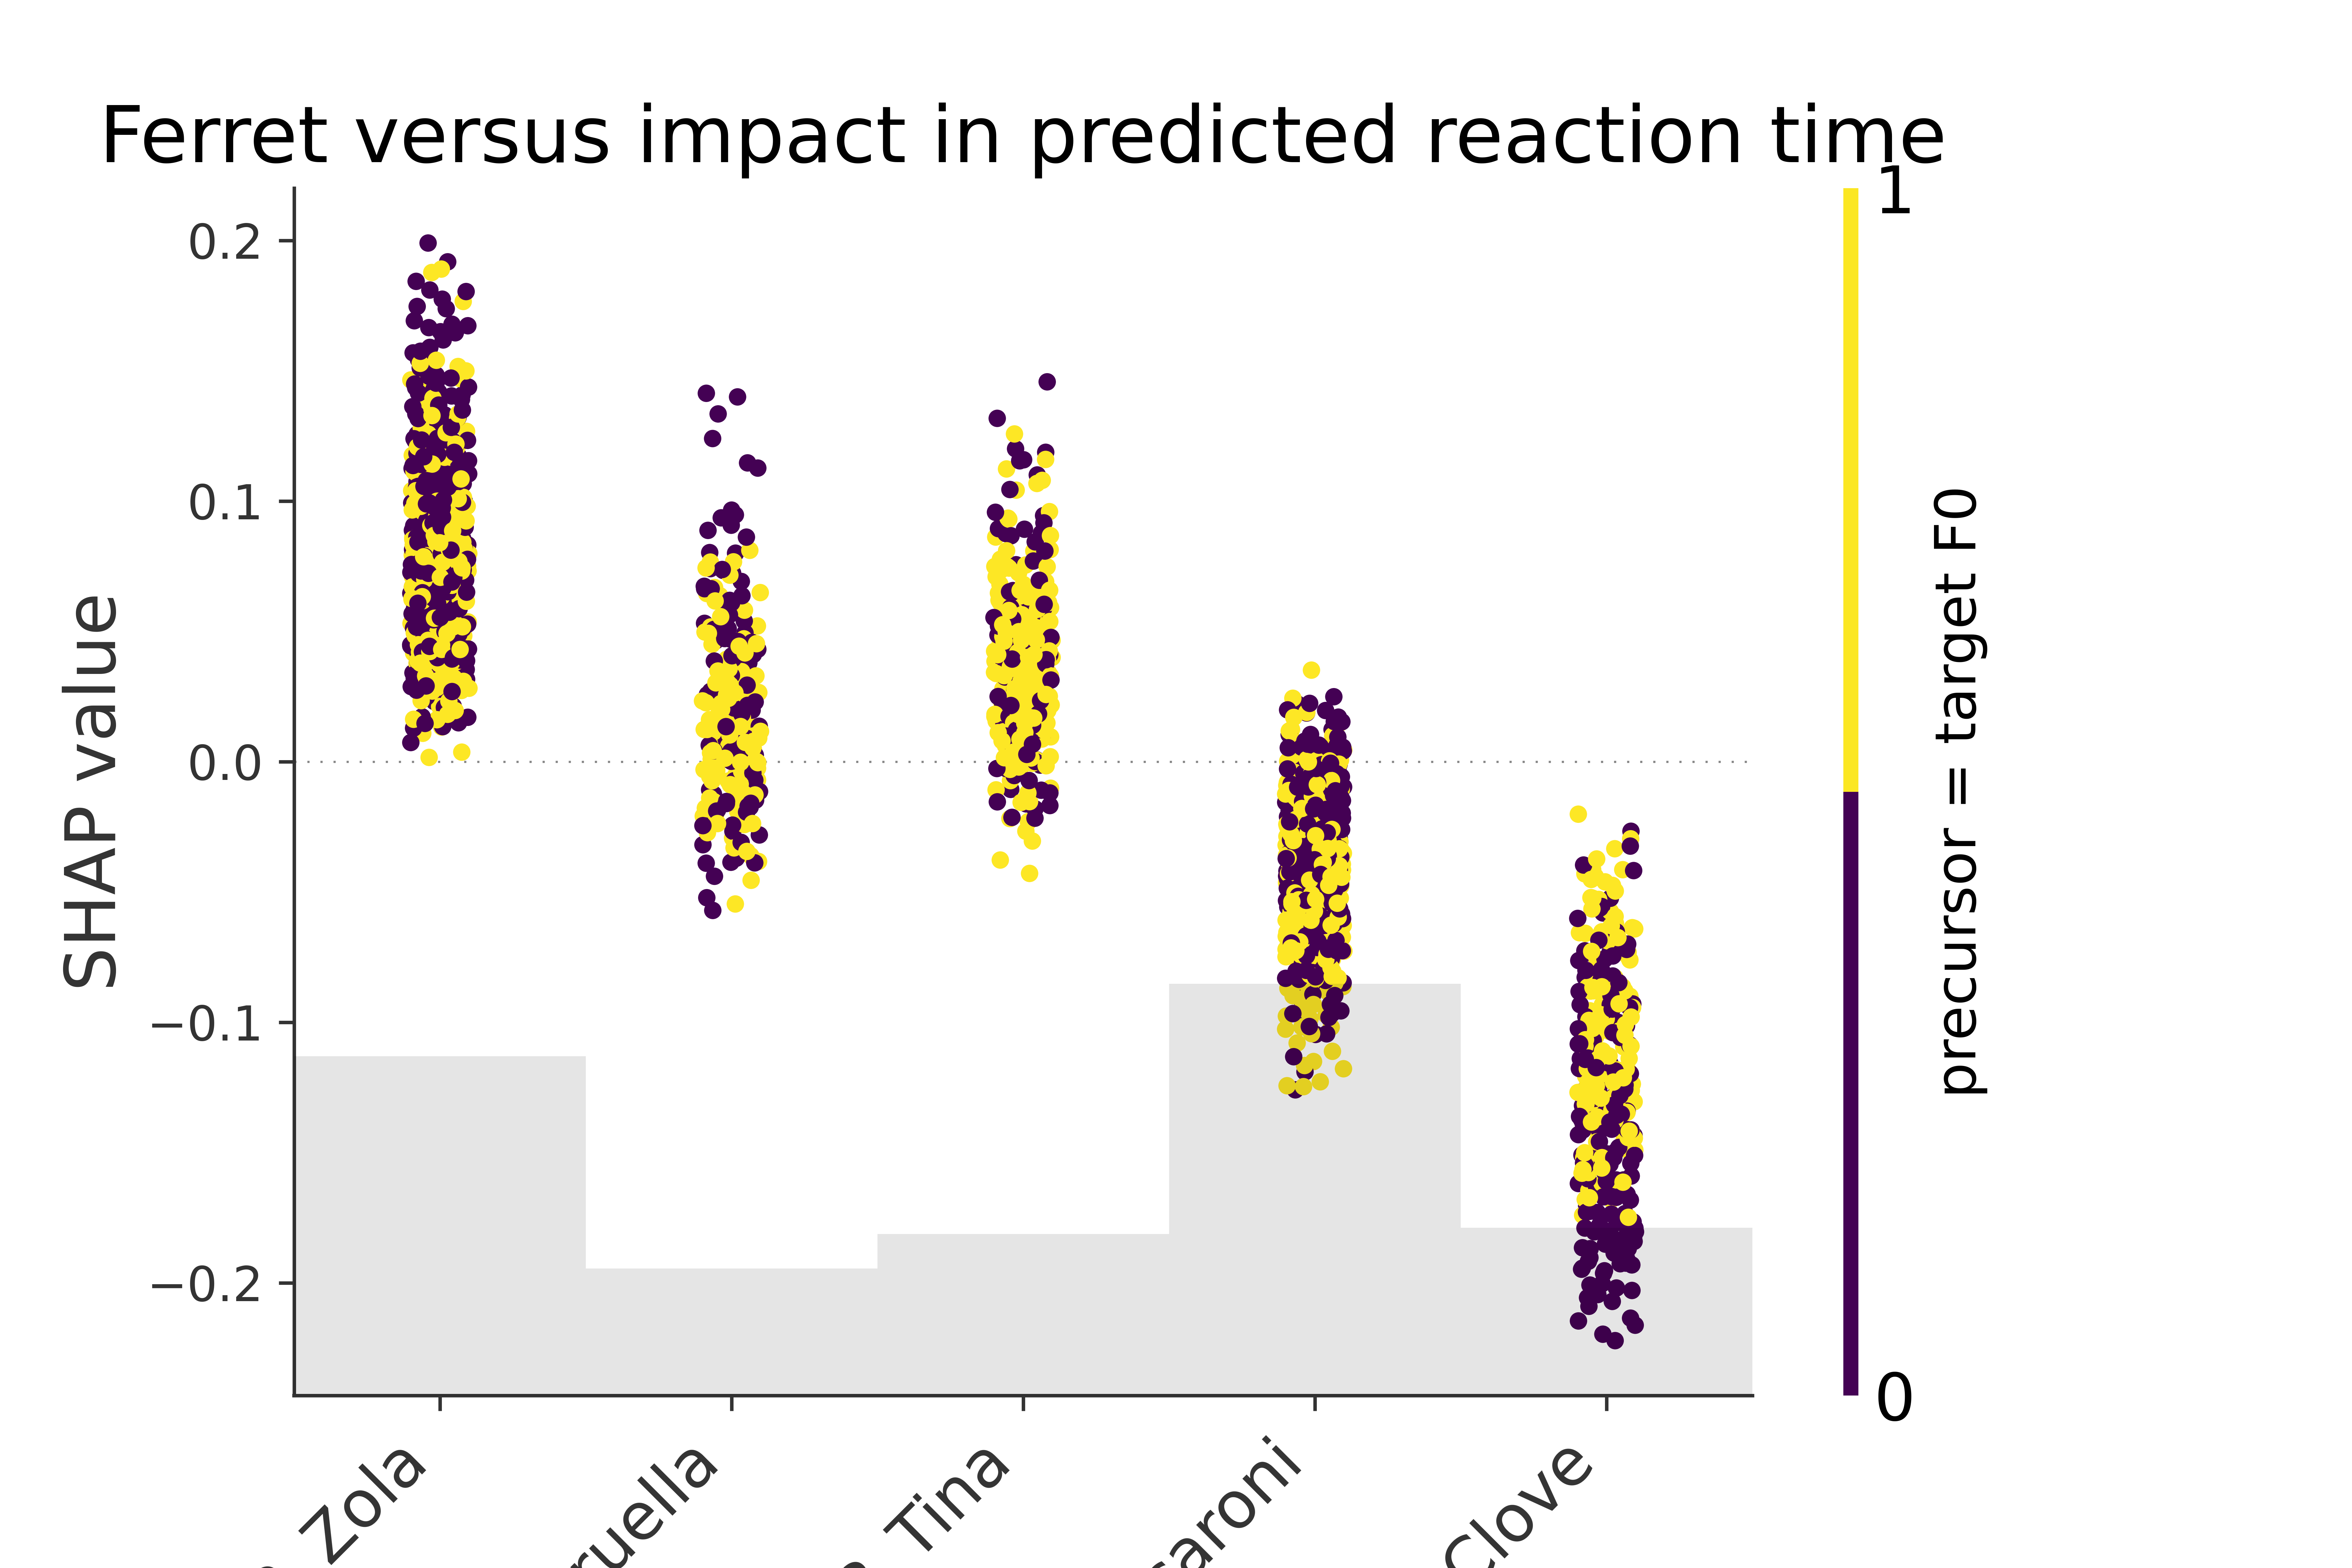 Ferret versus impact in predicted reaction time
SHAP value
0.2
0.1
0.0
−0.1
−0.2
Zola
Tina
Clove
1
0
precursor = target F0